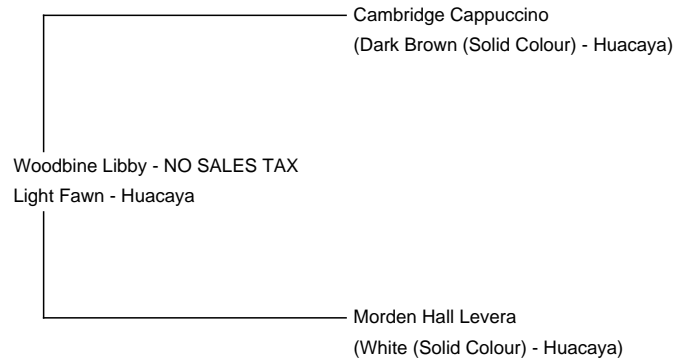 Cambridge Cappuccino
(Dark Brown (Solid Colour) - Huacaya)
Woodbine Libby - NO SALES TAX
Light Fawn - Huacaya
Morden Hall Levera
(White (Solid Colour) - Huacaya)